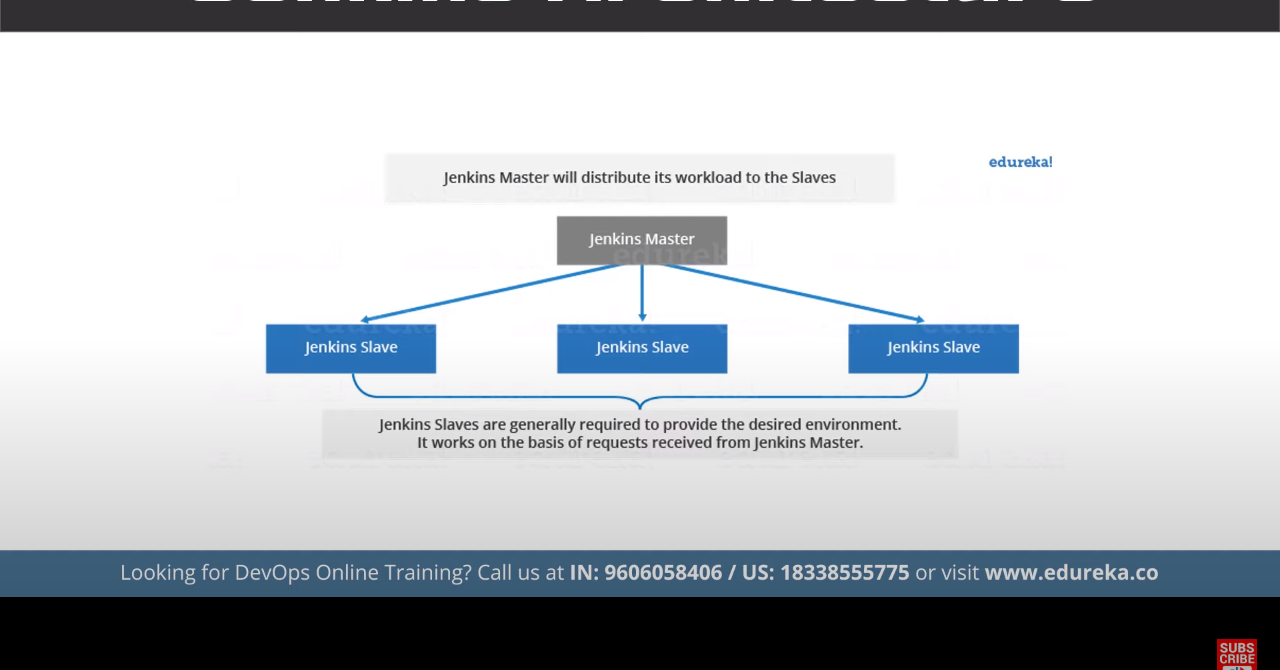 Jenkins Master will distribute its workload to the Slaves
edureka!
Jenkins Master
Jenkins Slave
Jenkins Slave
Jenkins Slave
Jenkins Slaves are generally required to provide the desired environment.
It works on the basis of requests received from Jenkins Master.
Looking for DevOps Online Training? Call us at IN: 9606058406 / US: 18338555775 or visit www.edureka.co
SUBS
CRIBE